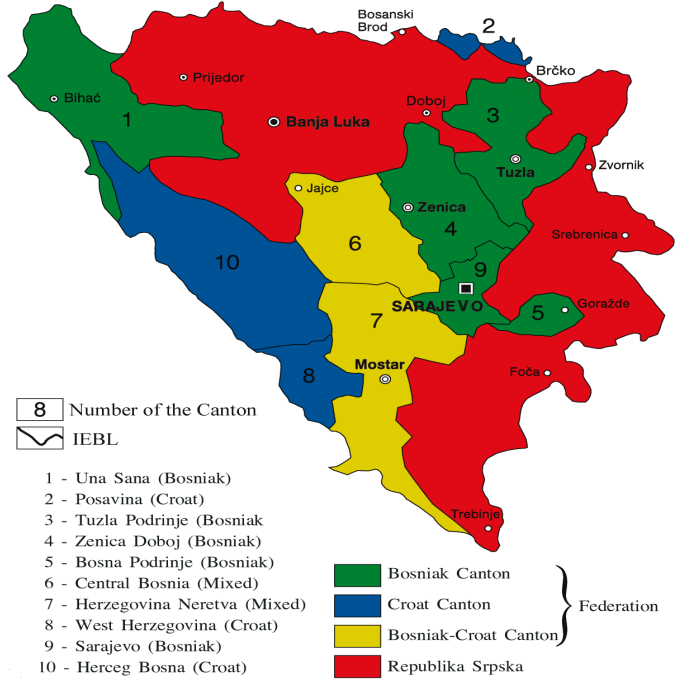 Bosanski
Brod
2
Brčko
Prijedor
Bihać
Doboj
3
1
Banja Luka
Zvornik
Tuzla
Jajce
Zenica
4
Srebrenica
6
10
9
SARAJEVO
Goražde
5
7
Mostar
Foča
8
8 Number of the Canton
IEBL
1 - Una Sana (Bosniak)
2 - Posavina (Croat)
3 - Tuzla Podrinje (Bosniak
4 - Zenica Doboj (Bosniak)
5 - Bosna Podrinje (Bosniak)
6 - Central Bosnia (Mixed)
7 - Herzegovina Neretva (Mixed)
8 - West Herzegovina (Croat)
9 - Sarajevo (Bosniak)
10 - Herceg Bosna (Croat)
Trebinje
Bosniak Canton
Croat Canton
Bosniak-Croat Canton
Federation
Republika Srpska